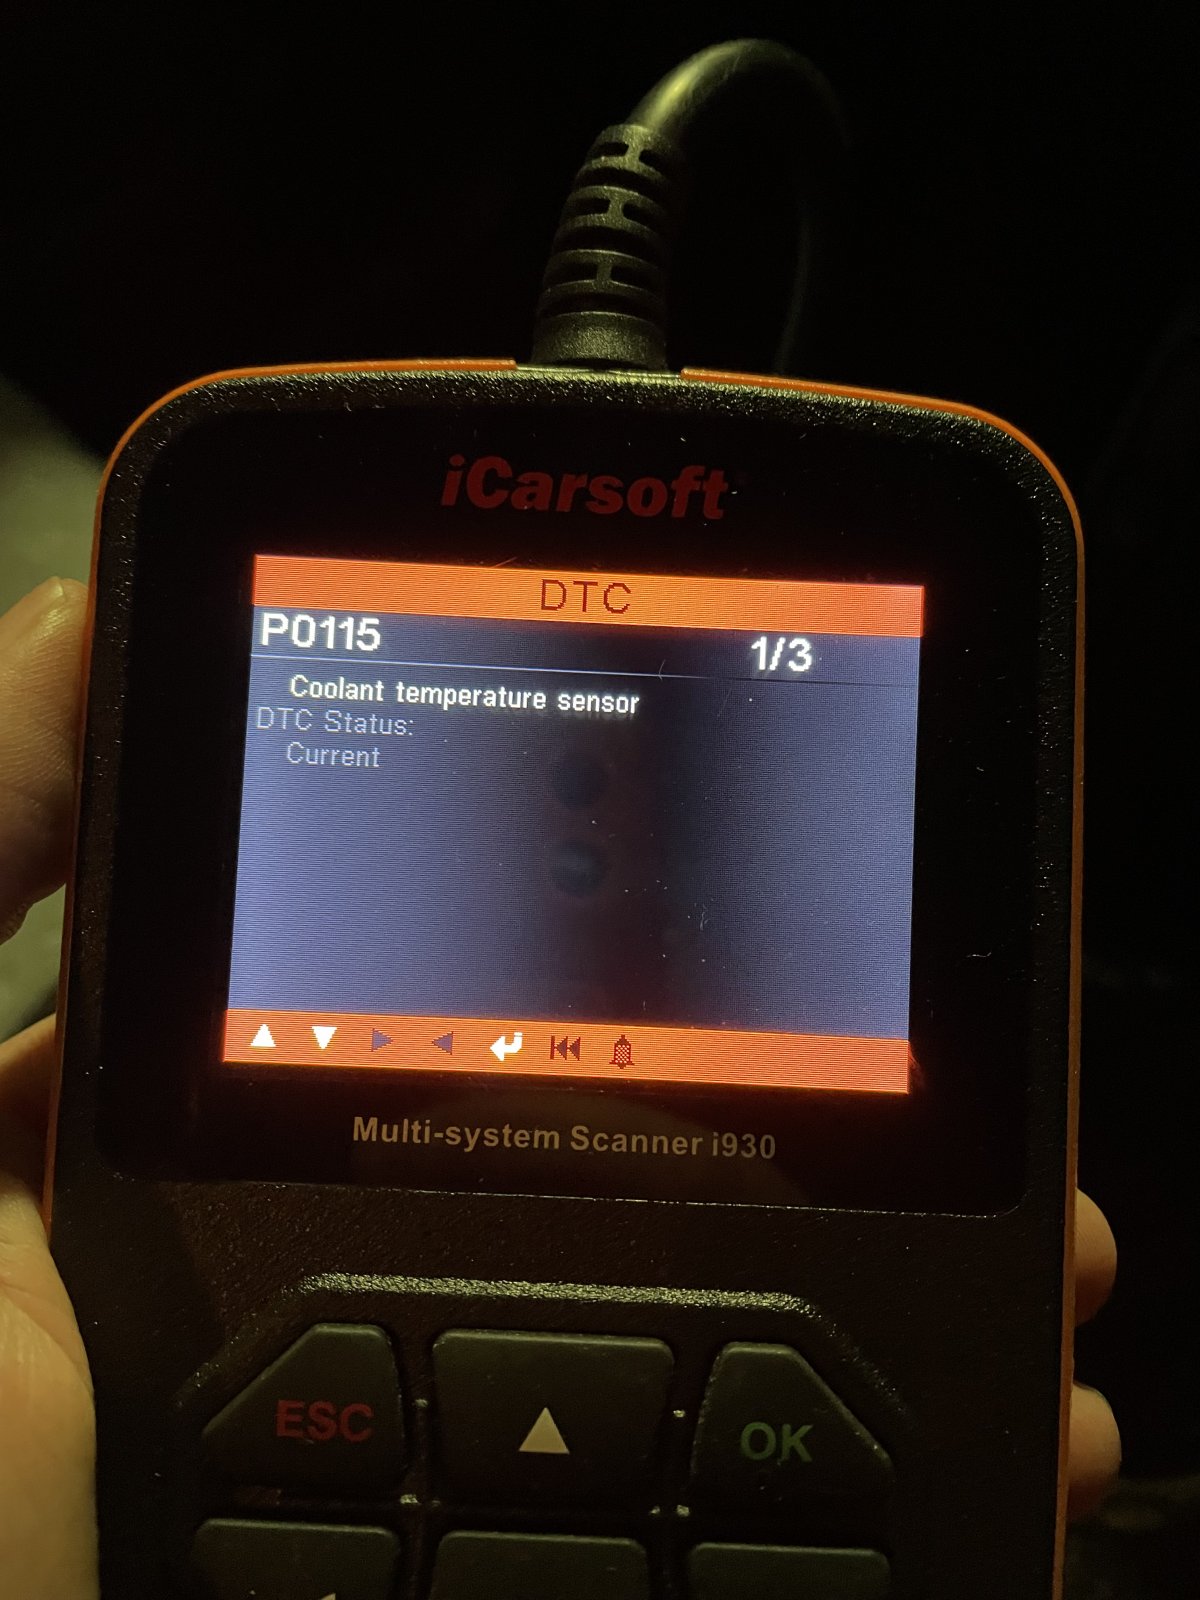 iCarsoft
DTC
P0115 1/3
Coolant temperature sensor
DTC Status:
Current
Multi-system Scanner i930
ESC
OK